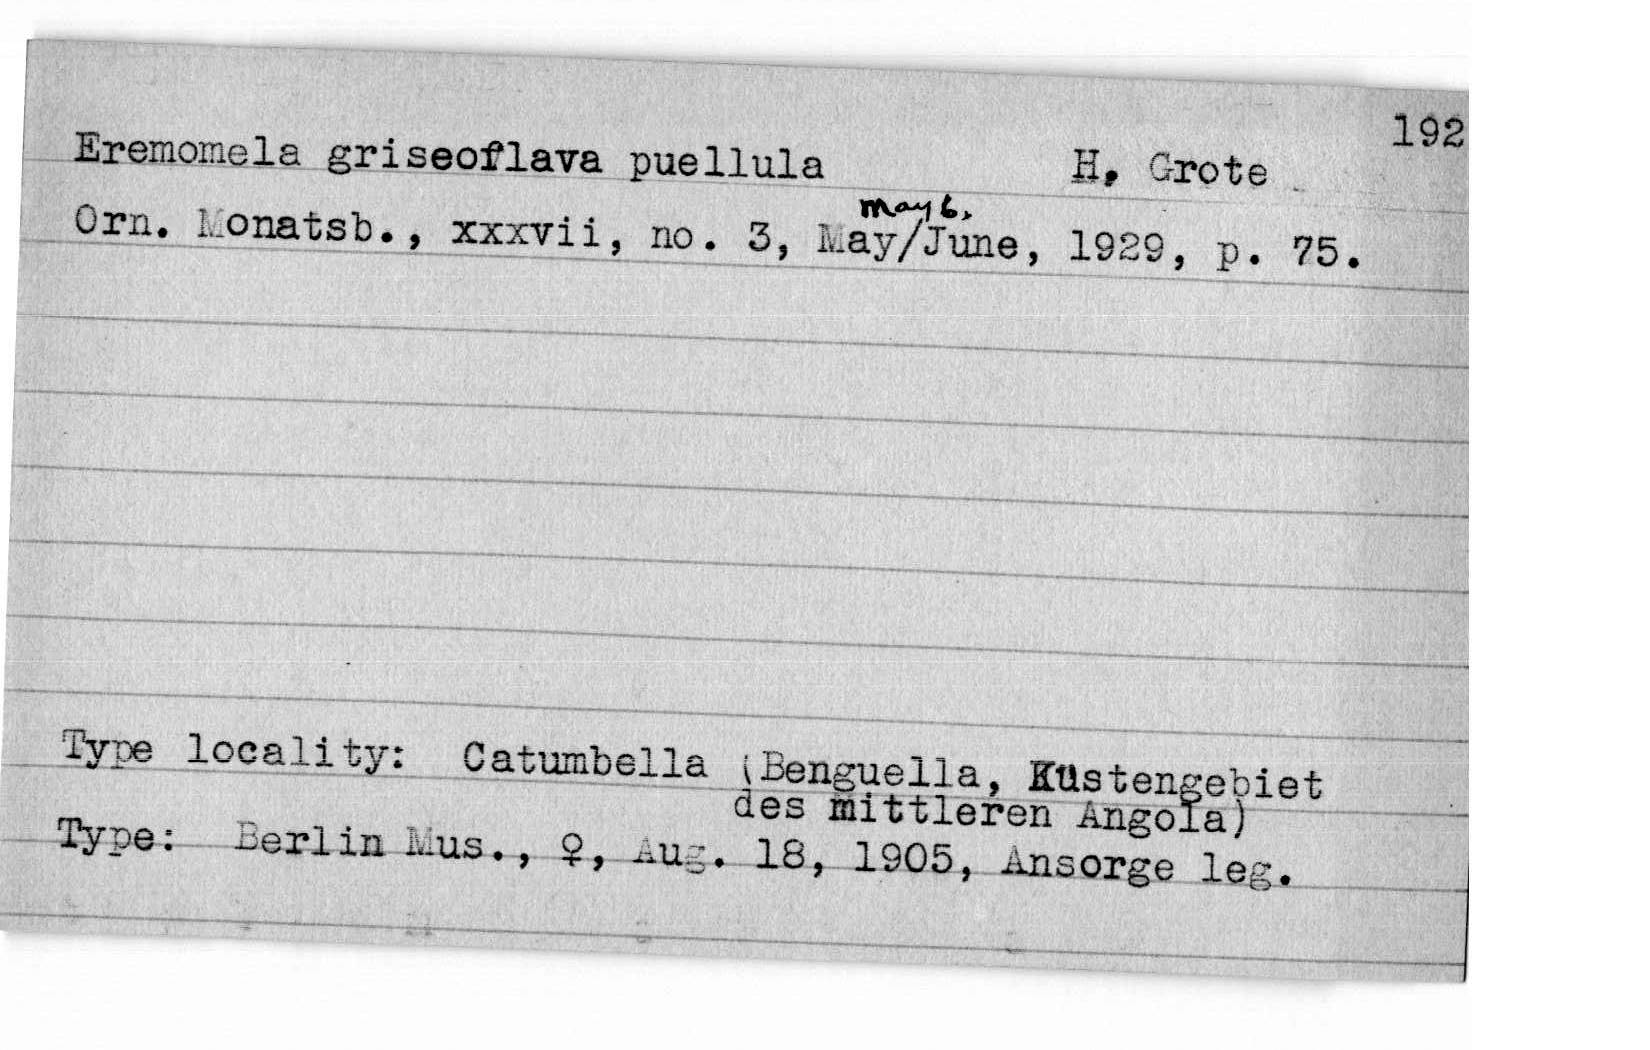 192
Eremomela griseoflava puellula H. Grote
May 6.
Orn. Monatsb., xxxvii, no. 3, May/June, 1929, p. 75.
Type locality: Catumbella (Benguella, Küstengebiet
des mittleren Angola)
Type: Berlin Mus., ♀, Aug. 18, 1905, Ansorge leg.